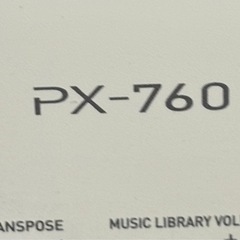 PX-760
ANSPOSE MUSIC LIBRARY VOL